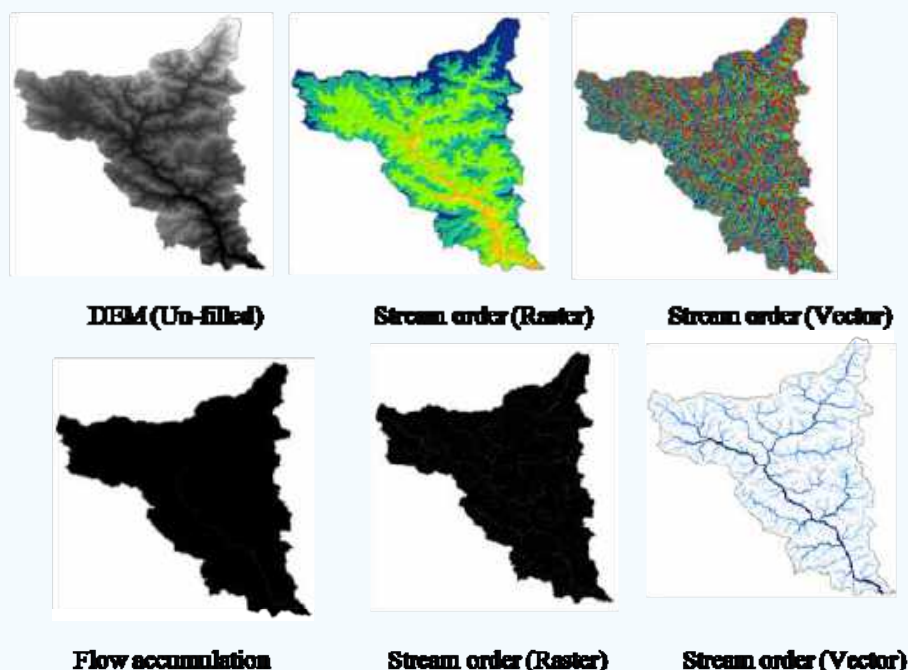 DEM (Un-filled)
Stream order (Raster)
Stream order (Vector)
Flow accumulation
Stream order (Raster)
Stream order (Vector)